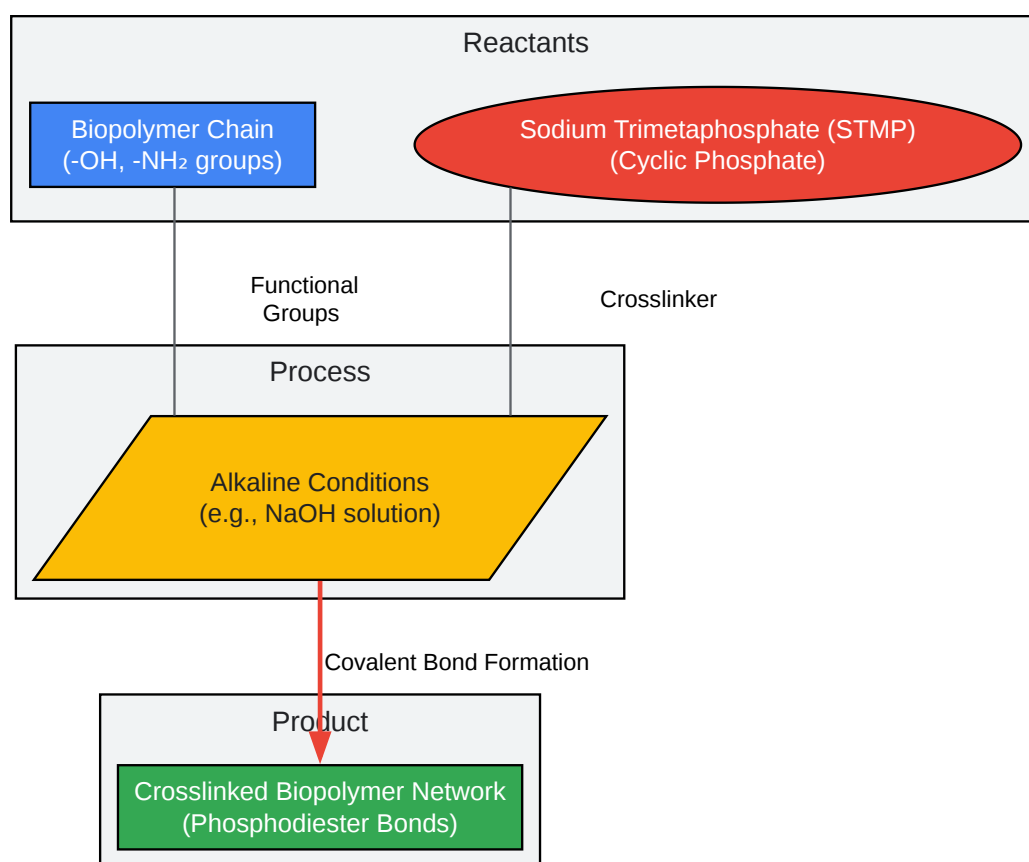 Reactants
Biopolymer Chain
(-OH, -NH₂ groups)
Sodium Trimetaphosphate (STMP)
(Cyclic Phosphate)
Functional
Groups
Crosslinker
Process
Alkaline Conditions
(e.g., NaOH solution)
Covalent Bond Formation
Product
Crosslinked Biopolymer Network
(Phosphodiester Bonds)